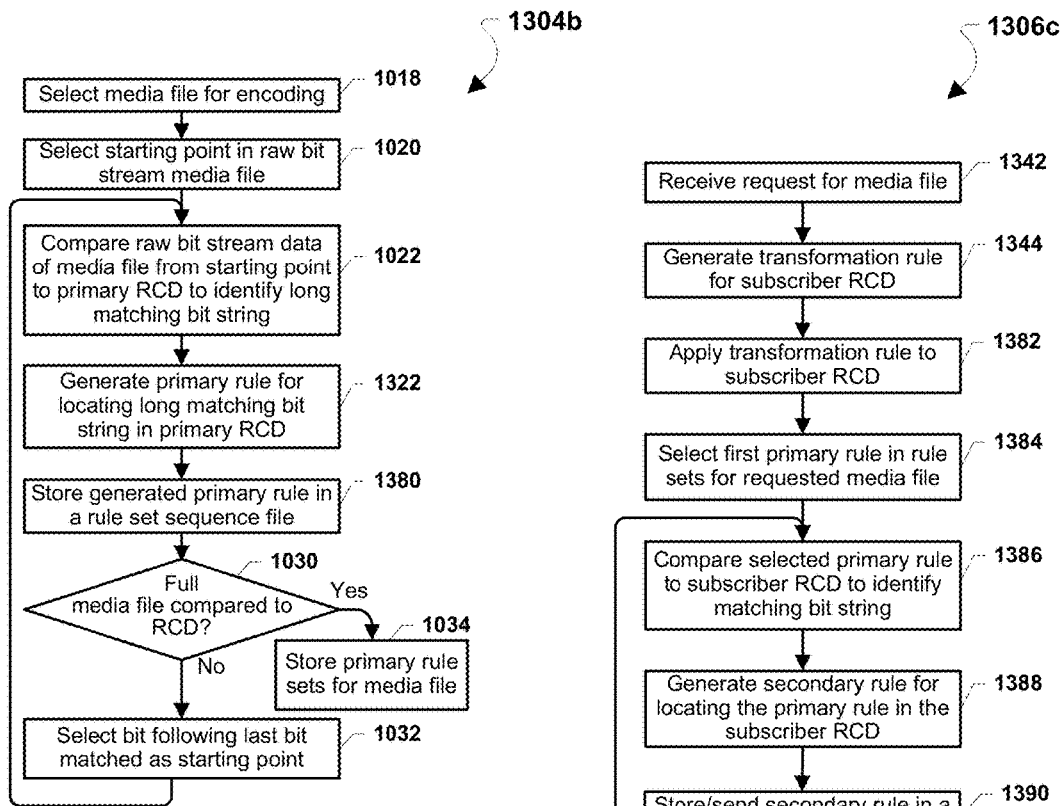 1304b
1018
Select media file for encoding
1020
Select starting point in raw bit
stream media file
1022
Compare raw bit stream data
of media file from starting point
to primary RCD to identify long
matching bit string
1322
Generate primary rule for
locating long matching bit
string in primary RCD
1380
Store generated primary rule in
a rule set sequence file
1030
Full
media file compared to
RCD?
Yes
1034
Store primary rule
sets for media file
No
1032
Select bit following last bit
matched as starting point
1306c
1342
Receive request for media file
1344
Generate transformation rule
for subscriber RCD
1382
Apply transformation rule to
subscriber RCD
1384
Select first primary rule in rule
sets for requested media file
1386
Compare selected primary rule
to subscriber RCD to identify
matching bit string
1388
Generate secondary rule for
locating the primary rule in the
subscriber RCD
1390
Store/send secondary rule in a